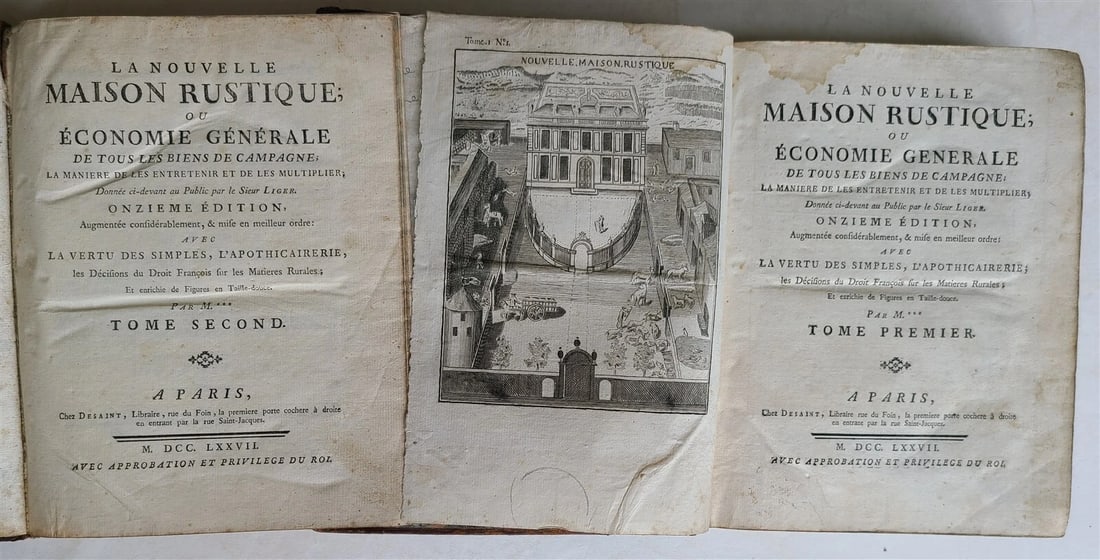 LA NOUVELLE
MAISON RUSTIQUE;
OU
ÉCONOMIE GÉNÉRALE
DE TOUS LES BIENS DE CAMPAGNE;
LA MANIERE DE LES ENTRETENIR ET DE LES MULTIPLIER;
Donnée ci-devant au Public par le Sieur LIGER.
ONZIEME ÉDITION,
Augmentée considérablement, & mise en meilleur ordre:
AVEC
LA VERTU DES SIMPLES, L'APOTHICAIRERIE,
les Décisions du Droit François sur les Matieres Rurales;
Et enrichie de Figures en Taille-douce.
PAR M.***
TOME SECOND.
A PARIS,
Chez DESAINT, Libraire, rue du Foin, la premiere porte cochere à droite
en entrant par la rue Saint-Jacques.
M. DCC. LXXVII.
AVEC APPROBATION ET PRIVILEGE DU ROI.
Tome.1 N°1.
NOUVELLE.MAISON.RUSTIQUE
LA NOUVELLE
MAISON RUSTIQUE;
OU
ÉCONOMIE GENERALE
DE TOUS LES BIENS DE CAMPAGNE:
LA MANIERE DE LES ENTRETENIR ET DE LES MULTIPLIER;
Donnée ci-devant au Public par le Sieur LIGER.
ONZIEME ÉDITION,
Augmentée considérablement, & mise en meilleur ordre:
AVEC
LA VERTU DES SIMPLES, L'APOTHICAIRERIE;
les Décisions du Droit François sur les Matieres Rurales;
Et enrichie de Figures en Taille-douce.
PAR M.***
TOME PREMIER.
A PARIS,
Chez DESAINT, Libraire rue du Foin, la premiere porte cochere à droite
en entrant par la rue Saint-Jacques.
M. DCC. LXXVII.
AVEC APPROBATION ET PRIVILEGE DU ROI.